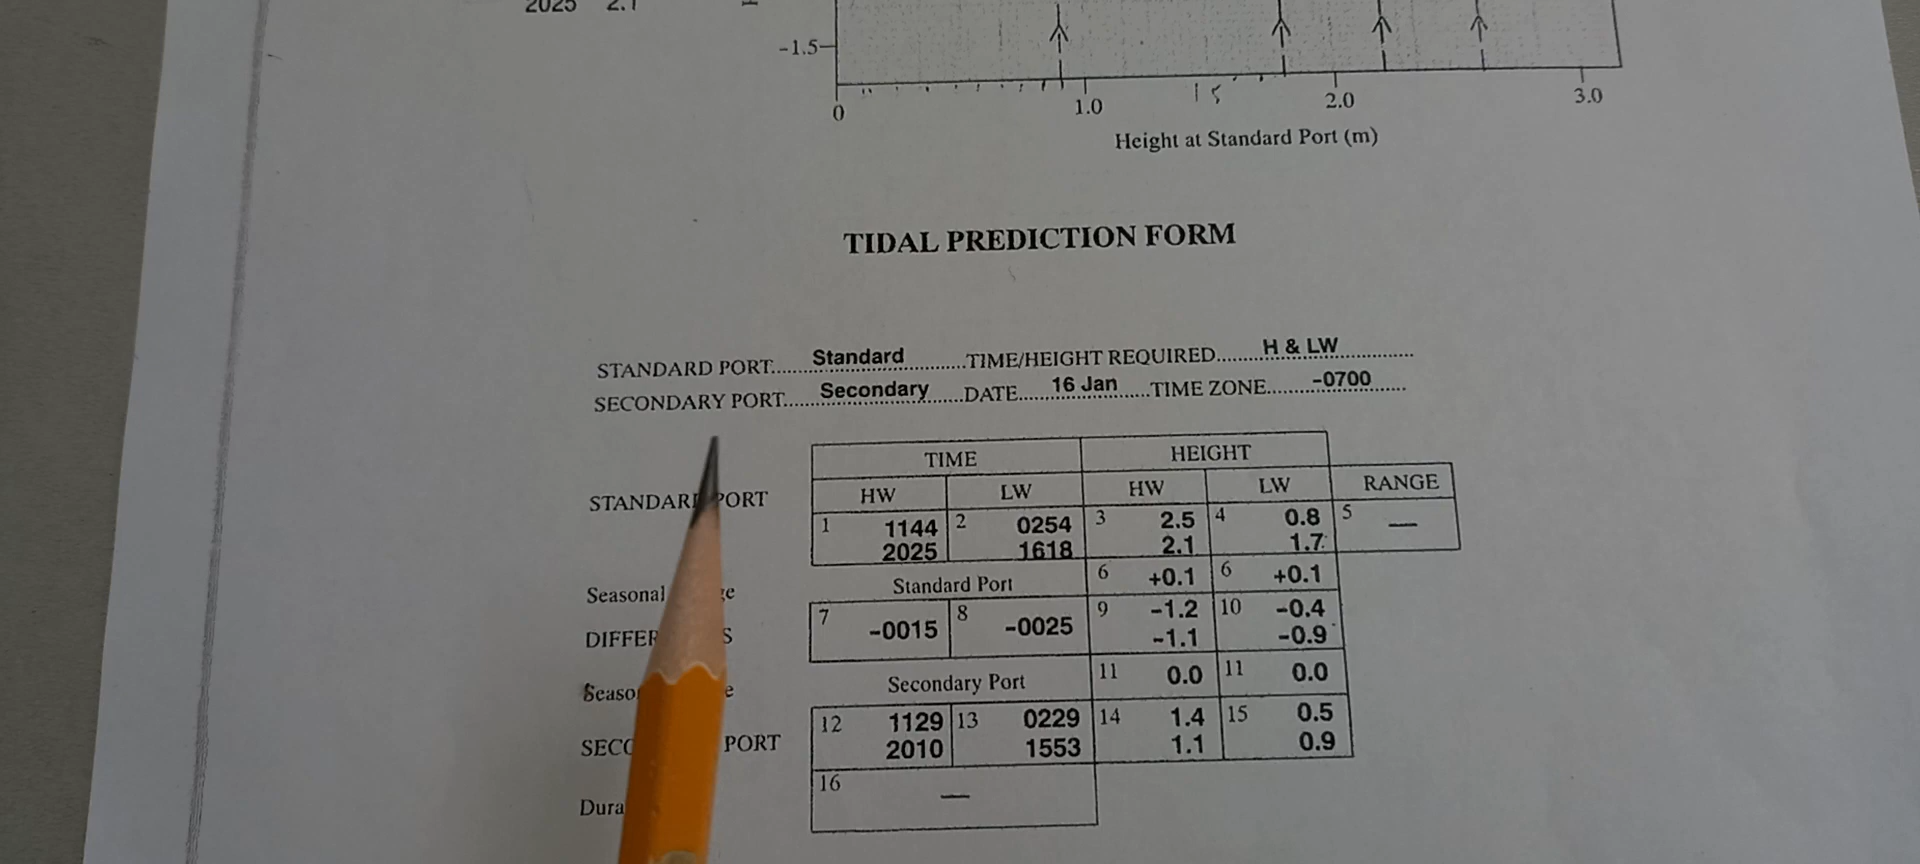 2025 2.1
-1.5
0 1.0 15 2.0 3.0
Height at Standard Port (m)
TIDAL PREDICTION FORM
STANDARD PORT......Standard..........TIME/HEIGHT REQUIRED.......H & LW..............
SECONDARY PORT......Secondary......DATE......16 Jan......TIME ZONE........-0700......
TIME HEIGHT
STANDARD PORT HW LW HW LW RANGE
1 1144 2 0254 3 2.5 4 0.8 5 —
2025 1618 2.1 1.7
Seasonal Standard Port 6 +0.1 6 +0.1
7 -0015 8 -0025 9 -1.2 10 -0.4
-1.1 -0.9
Secondary Port 11 0.0 11 0.0
PORT 12 1129 13 0229 14 1.4 15 0.5
2010 1553 1.1 0.9
16 —